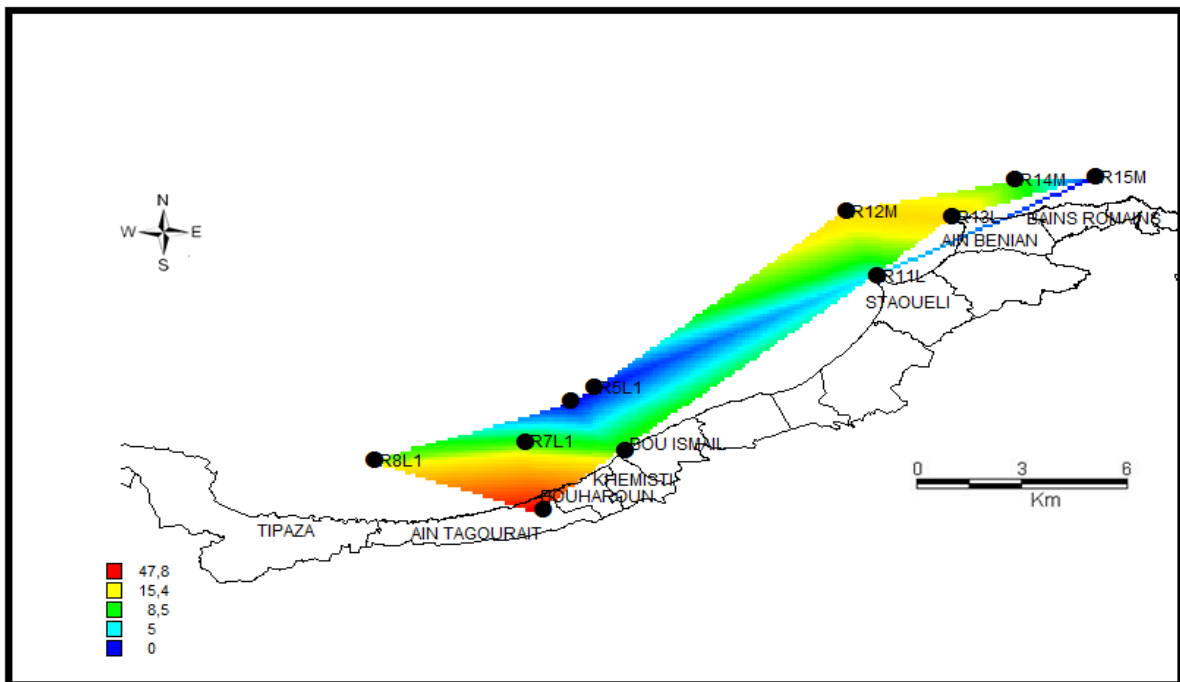 R14M
R15M
N
R12M
R13L
BAINS ROMAINS
W E
AIN BENIAN
S
R11L
STAOUELI
R5L1
R7L1
BOU ISMAIL
R8L1
0 3 6
KHEMISTI
Km
BOUHAROUN
TIPAZA
AIN TAGOURAIT
47,8
15,4
8,5
5
0